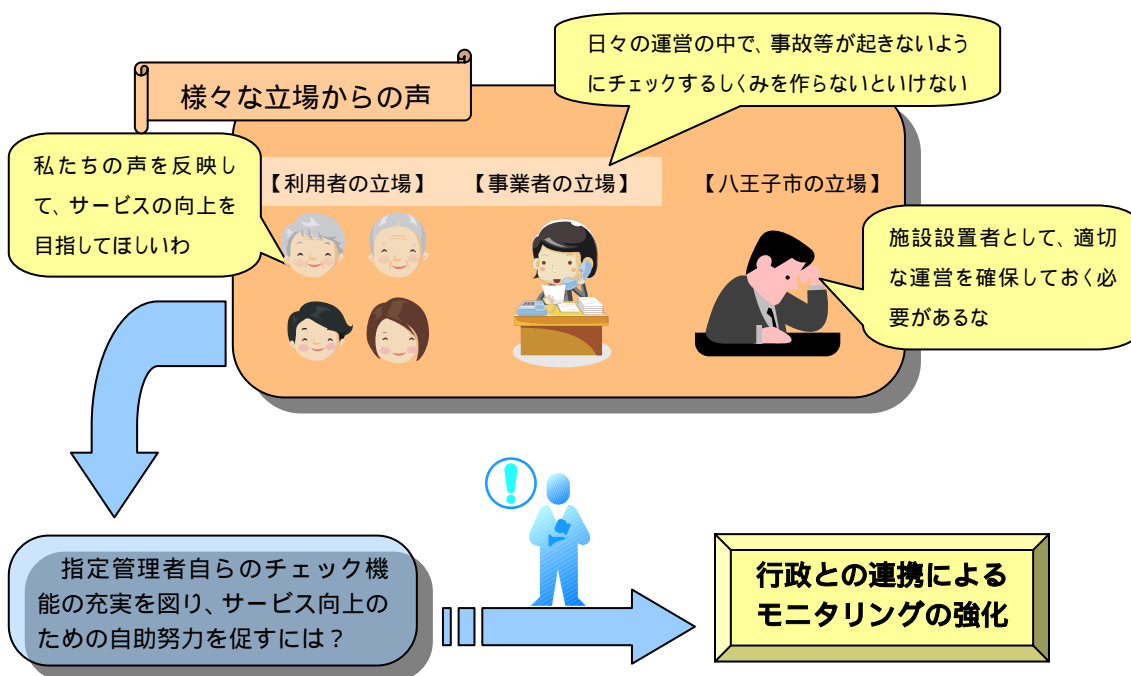 日々の運営の中で、事故等が起きないよう
にチェックするしくみを作らないといけない
様々な立場からの声
私たちの声を反映し
て、サービスの向上を
目指してほしいわ
【利用者の立場】
【事業者の立場】
【八王子市の立場】
施設設置者として、適切
な運営を確保しておく必
要があるな
指定管理者自らのチェック機
能の充実を図り、サービス向上の
ための自助努力を促すには？
行政との連携による
モニタリングの強化